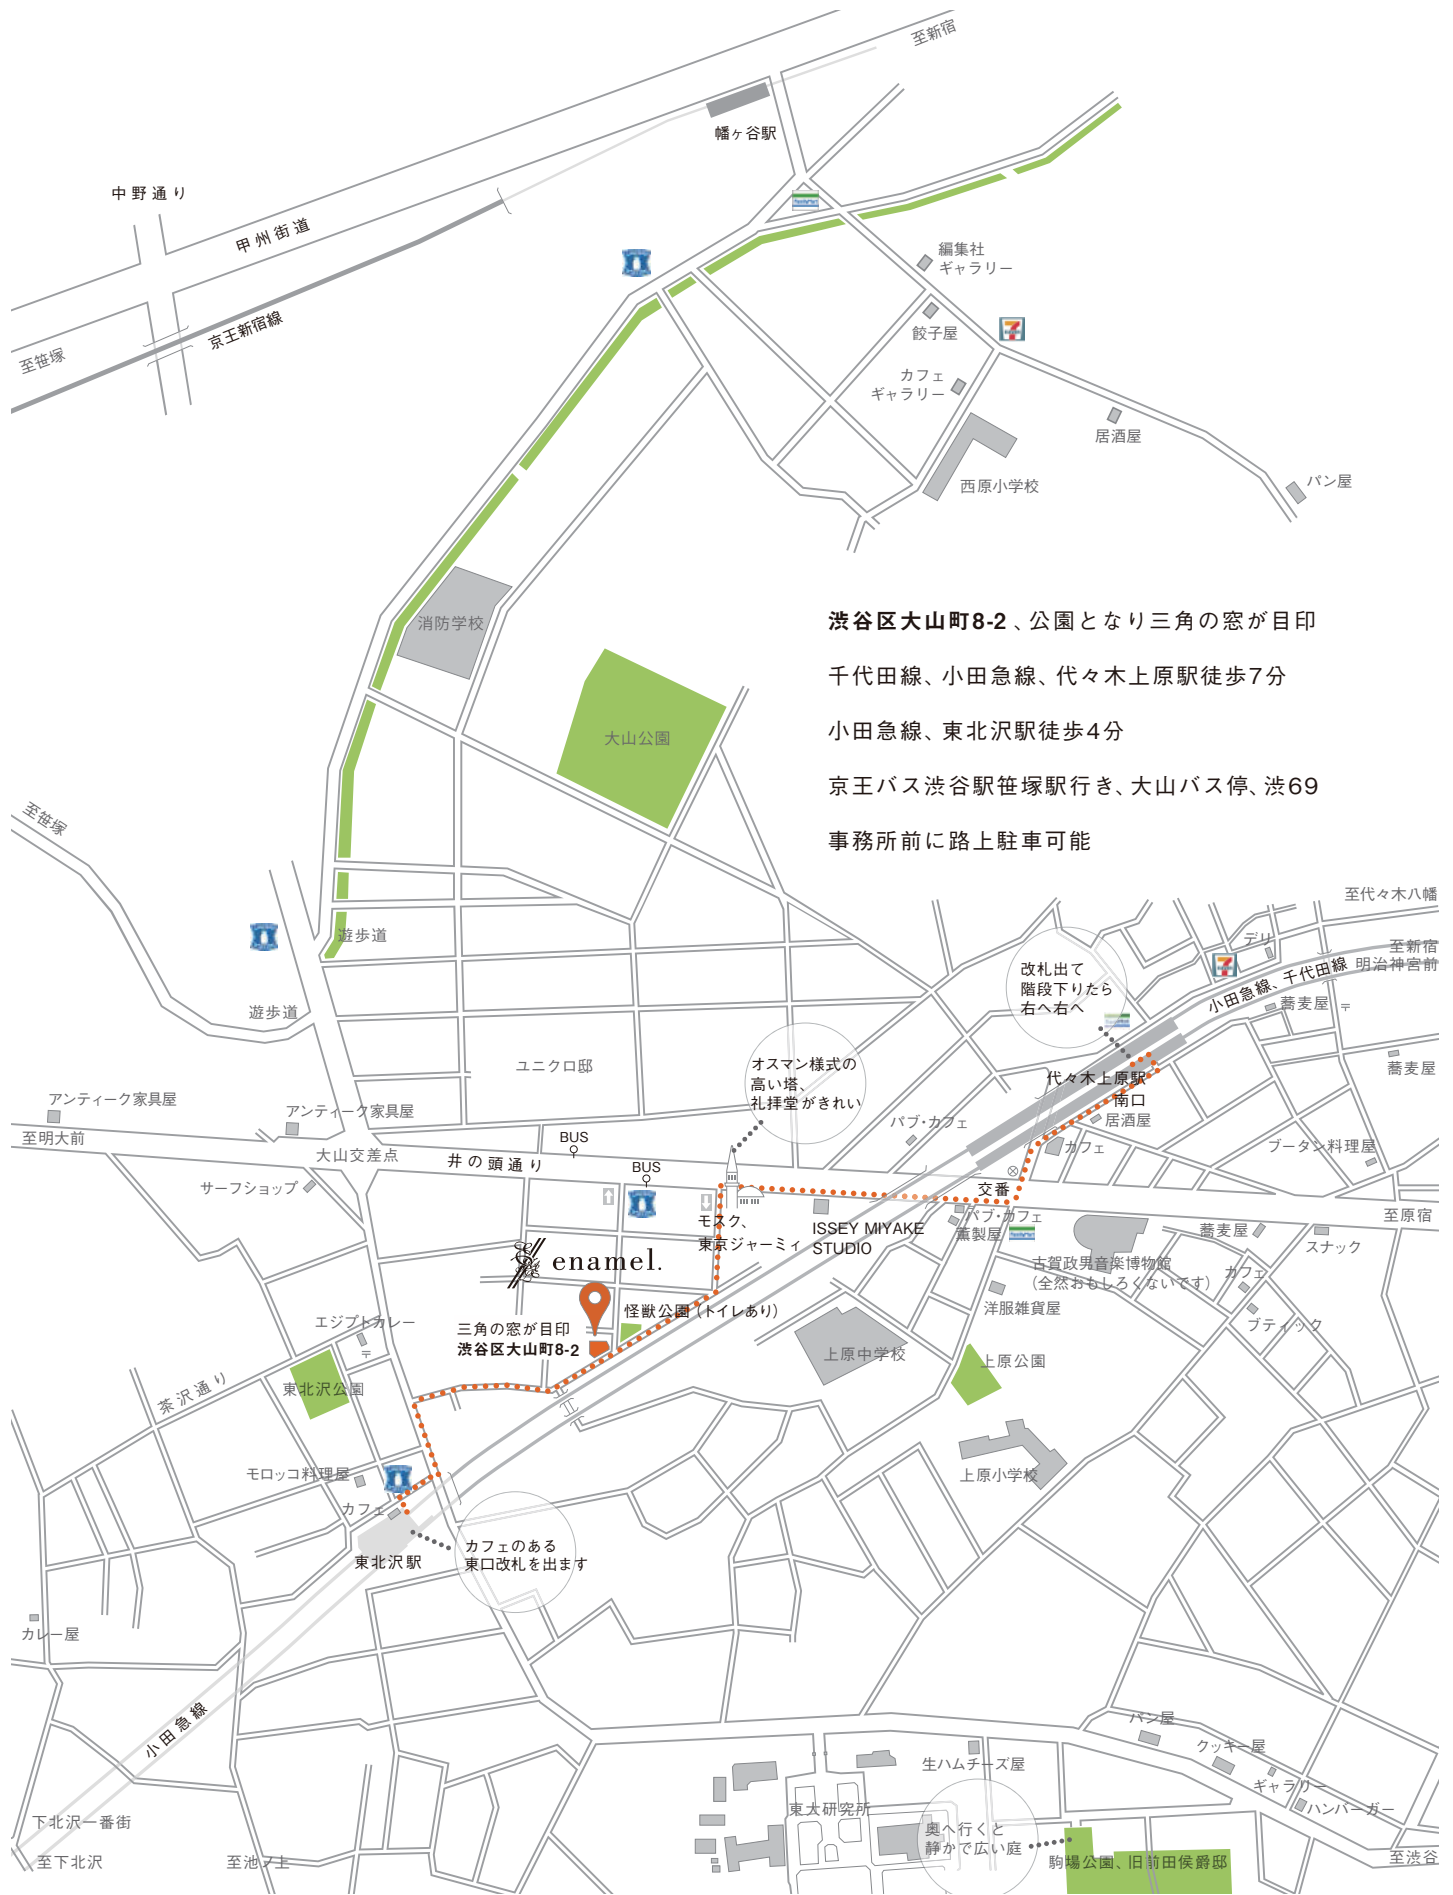 至新宿
幡ヶ谷駅
中野通り
甲州街道
京王新宿線
至笹塚
編集社
ギャラリー
餃子屋
カフェ
ギャラリー
居酒屋
西原小学校
パン屋
消防学校
渋谷区大山町8-2、公園となり三角の窓が目印
千代田線、小田急線、代々木上原駅徒歩7分
小田急線、東北沢駅徒歩4分
京王バス渋谷駅笹塚駅行き、大山バス停、渋69
事務所前に路上駐車可能
大山公園
至笹塚
至代々木八幡
遊歩道
デリ
至新宿
明治神宮前
小田急線、千代田線
改札出て
階段下りたら
右へ右へ
蕎麦屋
〒
遊歩道
ユニクロ邸
オスマン様式の
高い塔、
礼拝堂がきれい
代々木上原駅
南口
蕎麦屋
アンティーク家具屋
アンティーク家具屋
居酒屋
パブ・カフェ
カフェ
ブータン料理屋
至明大前
大山交差点
井の頭通り
BUS
BUS
サーフショップ
交番
モスク、
東京ジャーミィ
ISSEY MIYAKE
STUDIO
パブ・カフェ
薫製屋
蕎麦屋
スナック
至原宿
enamel.
古賀政男音楽博物館
(全然おもしろくないです)
カフェ
洋服雑貨屋
ブティック
怪獣公園(トイレあり)
三角の窓が目印
渋谷区大山町8-2
エジプトカレー
〒
上原中学校
上原公園
茶沢通り
東北沢公園
モロッコ料理屋
カフェ
上原小学校
東北沢駅
カフェのある
東口改札を出ます
カレー屋
小田急線
パン屋
クッキー屋
ギャラリー
ハンバーガー
生ハムチーズ屋
東大研究所
奥へ行くと
静かで広い庭
駒場公園、旧前田侯爵邸
下北沢一番街
至下北沢
至池ノ上
至渋谷